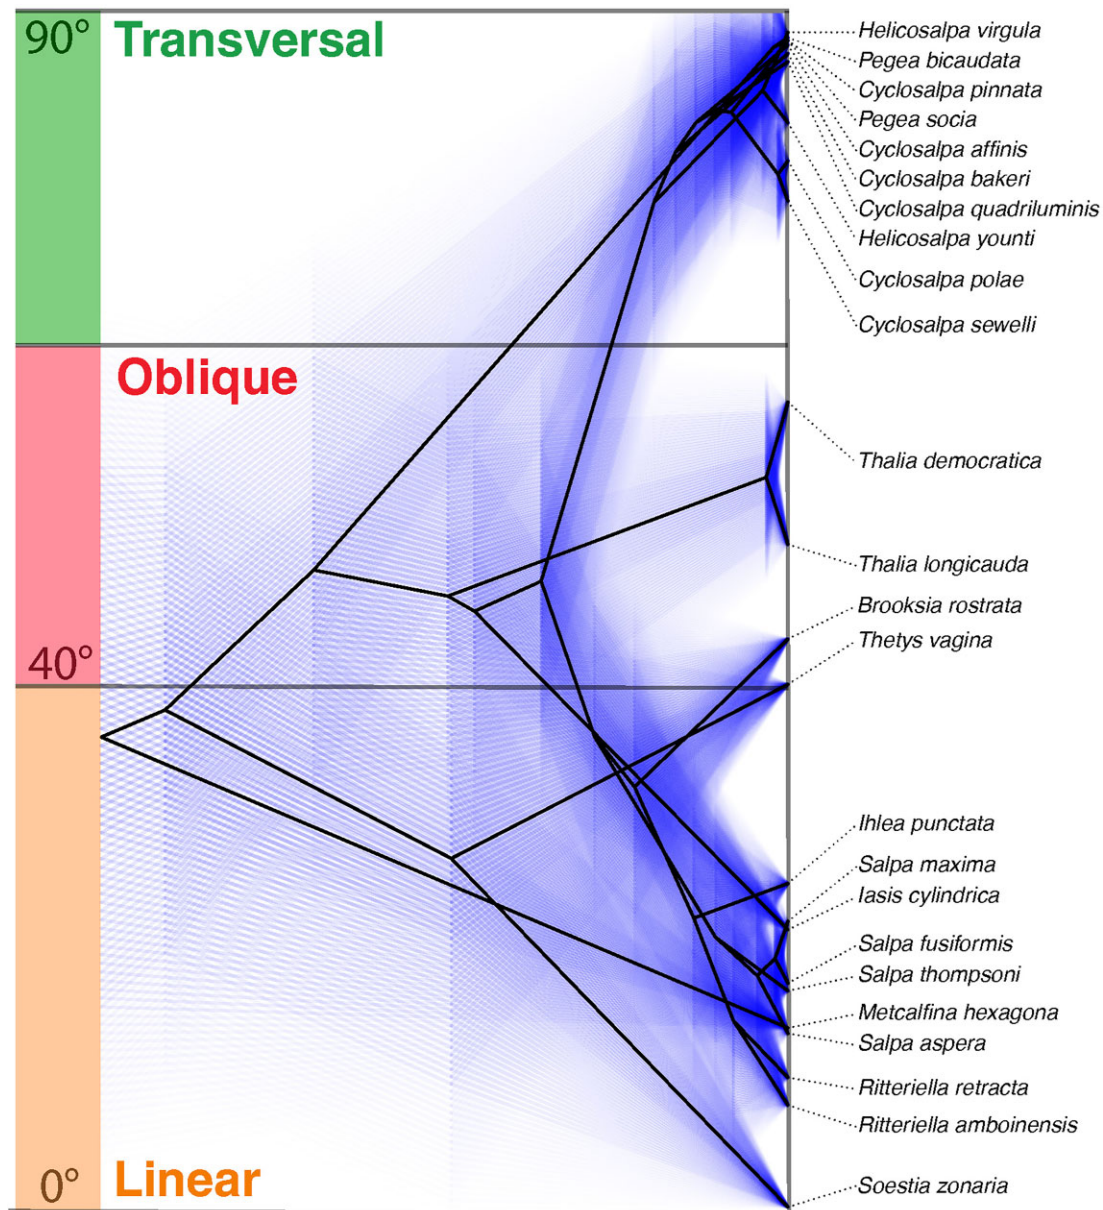 90°
Transversal
Helicosalpa virgula
Pegea bicaudata
Cyclosalpa pinnata
Pegea socia
Cyclosalpa affinis
Cyclosalpa bakeri
Cyclosalpa quadriluminis
Helicosalpa younti
Cyclosalpa polae
Cyclosalpa sewelli
Oblique
Thalia democratica
Thalia longicauda
Brooksia rostrata
40°
Thetys vagina
Ihlea punctata
Salpa maxima
Iasis cylindrica
Salpa fusiformis
Salpa thompsoni
Metcalfina hexagona
Salpa aspera
Ritteriella retracta
Ritteriella amboinensis
0°
Linear
Soestia zonaria